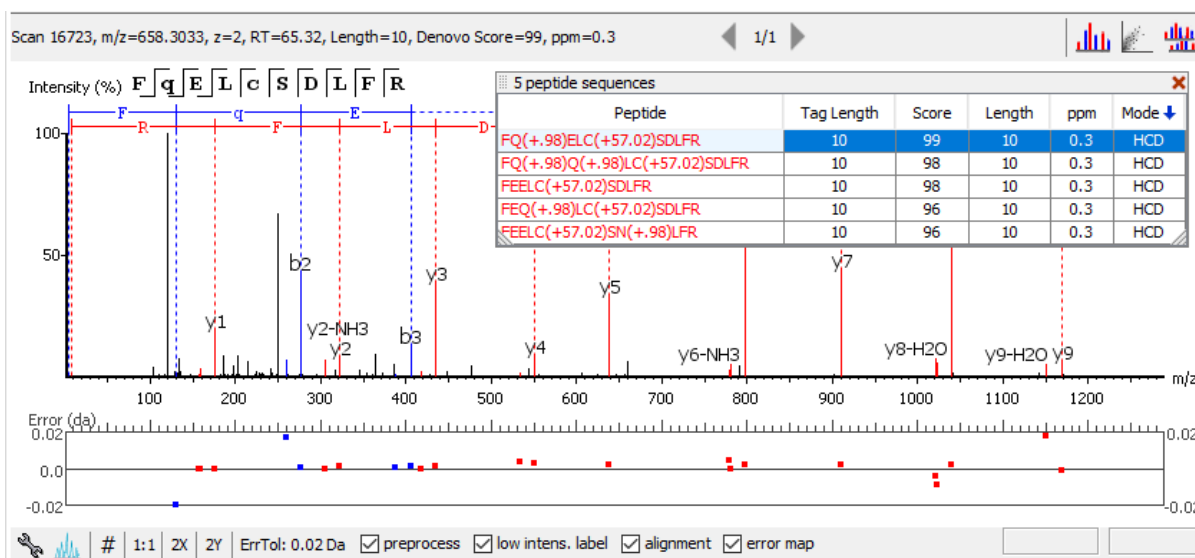 Scan 16723, m/z=658.3033, z=2, RT=65.32, Length=10, Denovo Score=99, ppm=0.3 1/1
Intensity (%) F q E L c S D L F R
5 peptide sequences
Peptide Tag Length Score Length ppm Mode
FQ(+.98)ELC(+57.02)SDLFR 10 99 10 0.3 HCD
FQ(+.98)Q(+.98)LC(+57.02)SDLFR 10 98 10 0.3 HCD
FEELC(+57.02)SDLFR 10 98 10 0.3 HCD
FEQ(+.98)LC(+57.02)SDLFR 10 96 10 0.3 HCD
FEELC(+57.02)SN(+.98)LFR 10 96 10 0.3 HCD
F q E
R F L D
100
50
b2
y3
y7
y5
y1
y2-NH3
b3
y2
y4
y6-NH3
y8-H2O
y9-H2O y9
m/z
100 200 300 400 500 600 700 800 900 1000 1100 1200
Error (da)
0.02 0.02
0.0 0.0
-0.02 -0.02
# 1:1 2X 2Y ErrTol: 0.02 Da preprocess low intens. label alignment error map